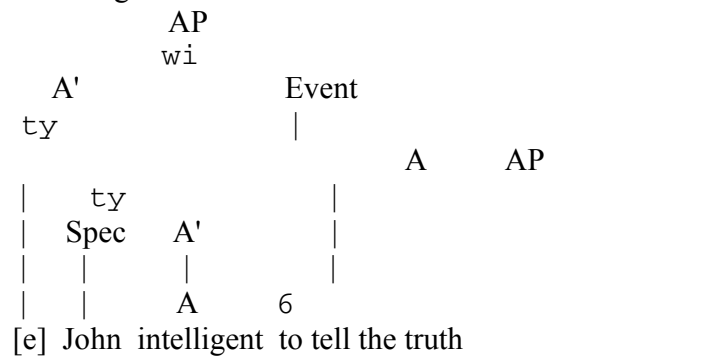 AP
wi
A' Event
ty |
A AP
| ty |
| Spec A' |
| | | |
| | A 6
[e] John intelligent to tell the truth